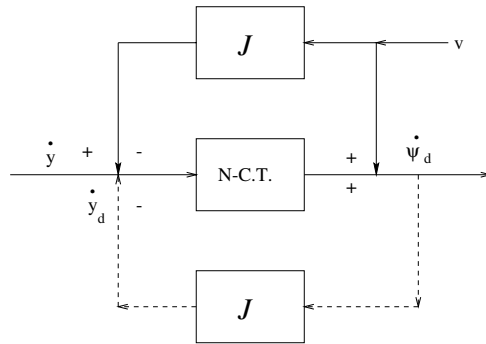 J
v
ẏ + - N-C.T. + ψ̇_d
ẏ_d - +
J